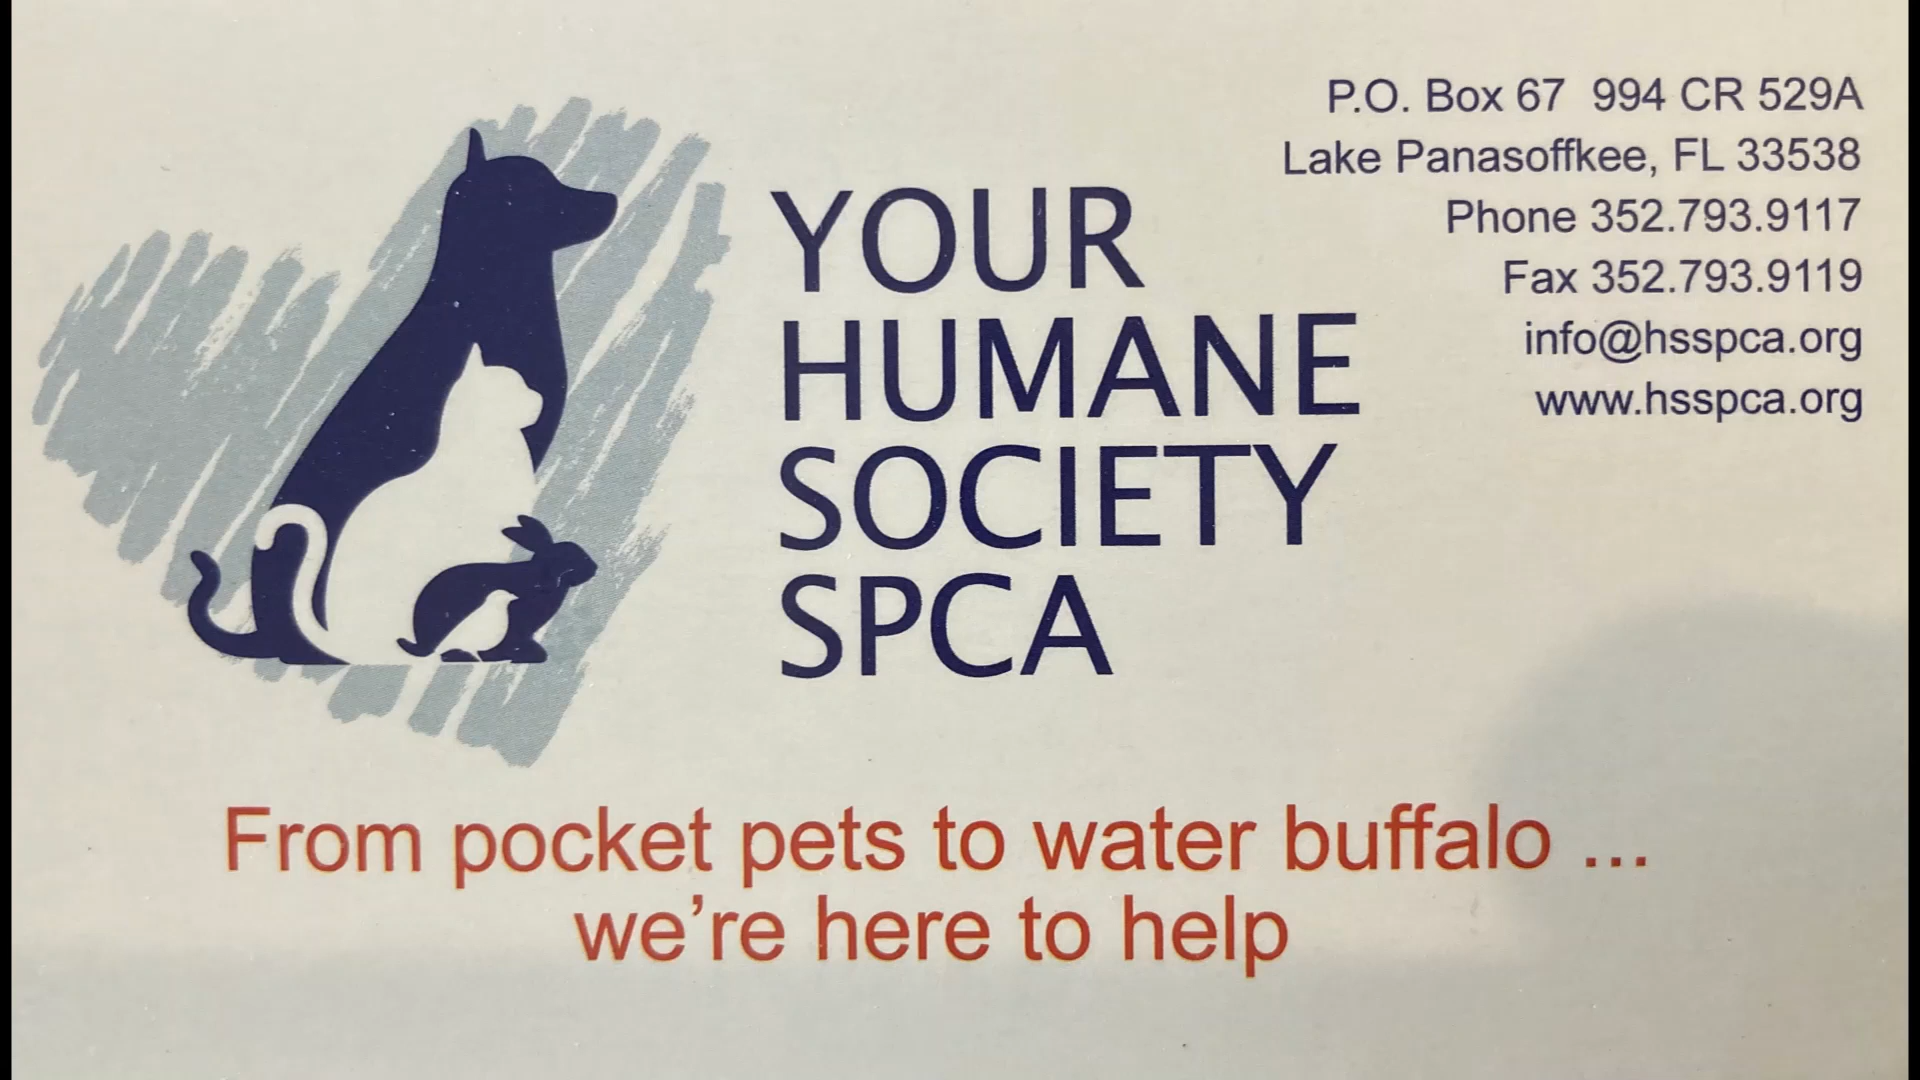 P.O. Box 67  994 CR 529A
Lake Panasoffkee, FL 33538
Phone 352.793.9117
Fax 352.793.9119
info@hsspca.org
www.hsspca.org
YOUR
HUMANE
SOCIETY
SPCA
From pocket pets to water buffalo ...
we're here to help